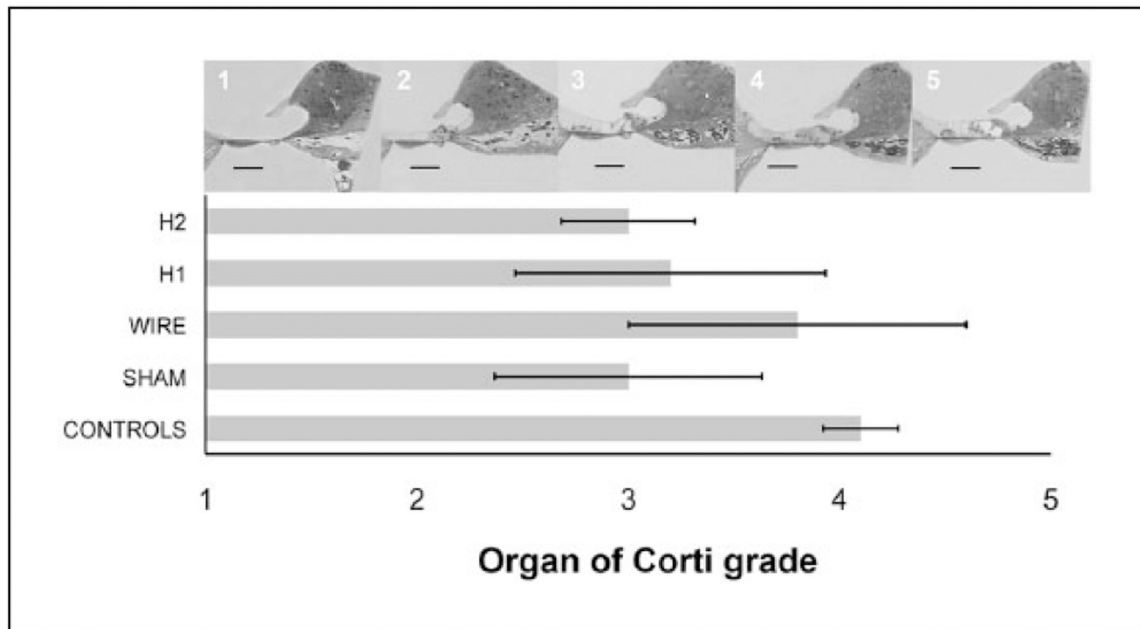 1 2 3 4 5
H2
H1
WIRE
SHAM
CONTROLS
1 2 3 4 5
Organ of Corti grade